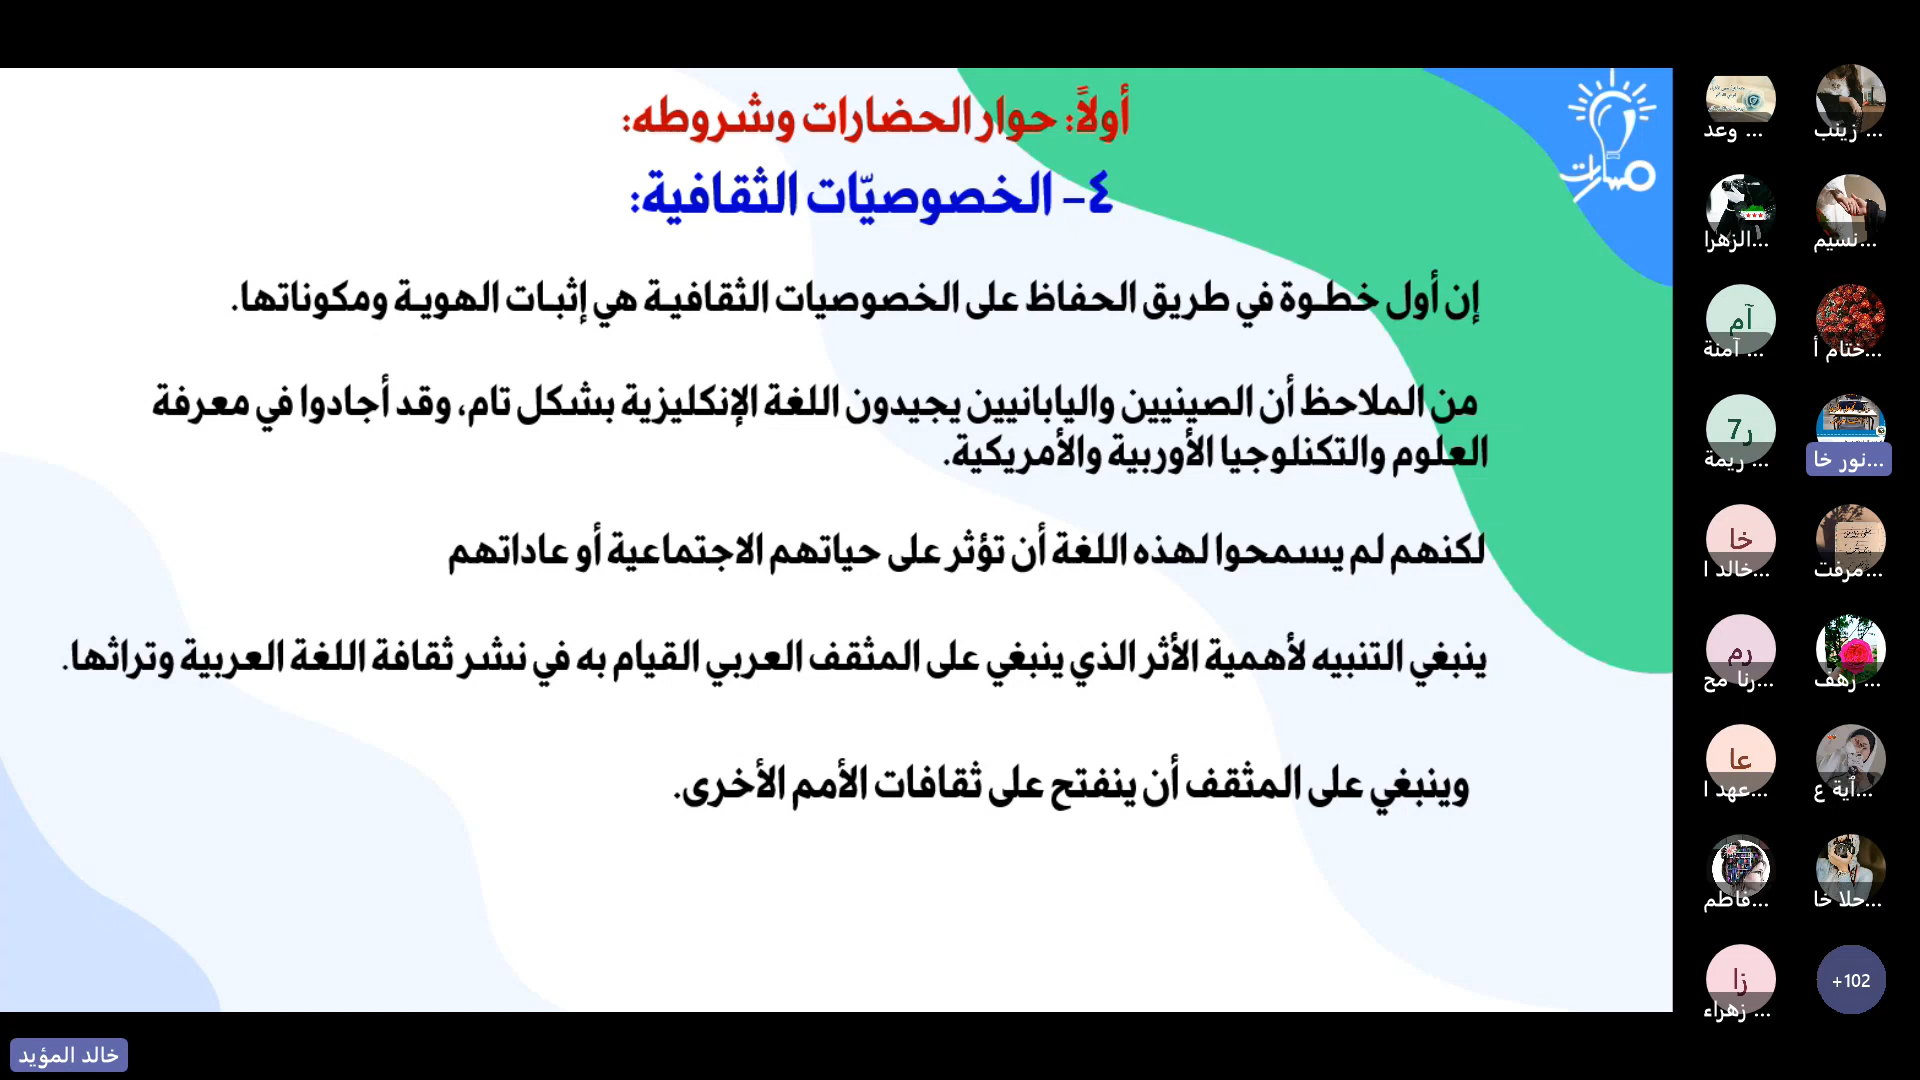 أولاً: حوار الحضارات وشروطه:
٤- الخصوصيّات الثقافية:
إن أول خطوة في طريق الحفاظ على الخصوصيات الثقافية هي إثبات الهوية ومكوناتها.
من الملاحظ أن الصينيين واليابانيين يجيدون اللغة الإنكليزية بشكل تام، وقد أجادوا في معرفة
العلوم والتكنلوجيا الأوربية والأمريكية.
لكنهم لم يسمحوا لهذه اللغة أن تؤثر على حياتهم الاجتماعية أو عاداتهم
ينبغي التنبيه لأهمية الأثر الذي ينبغي على المثقف العربي القيام به في نشر ثقافة اللغة العربية وتراثها.
وينبغي على المثقف أن ينفتح على ثقافات الأمم الأخرى.
مسارات
زينب ...
وعد ...
نسيم...
الزهرا...
ختام أ...
آم
آمنة ...
نور خا...
ر7
ريمة ...
مرفت...
خا
خالد ا...
رهف ...
رم
رنا مح...
آية ع...
عا
عهد ا...
حلا خا...
فاطم...
+102
زا
زهراء ...
خالد المؤيد